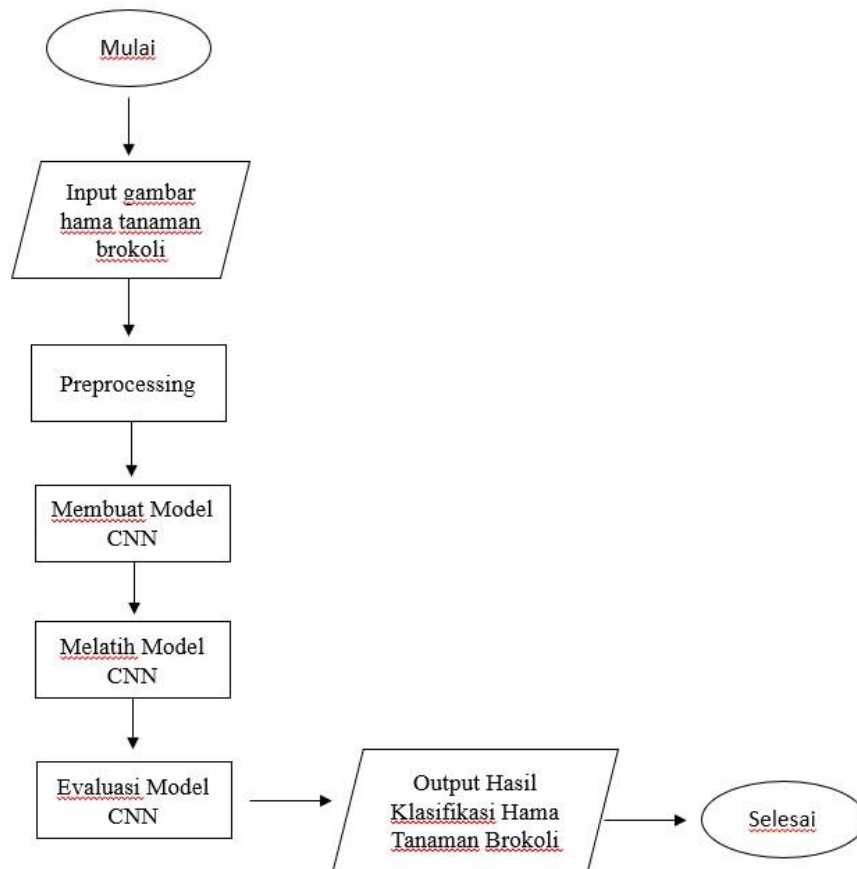 Mulai
Input gambar
hama tanaman
brokoli
Preprocessing
Membuat Model
CNN
Melatih Model
CNN
Evaluasi Model
CNN
Output Hasil
Klasifikasi Hama
Tanaman Brokoli
Selesai